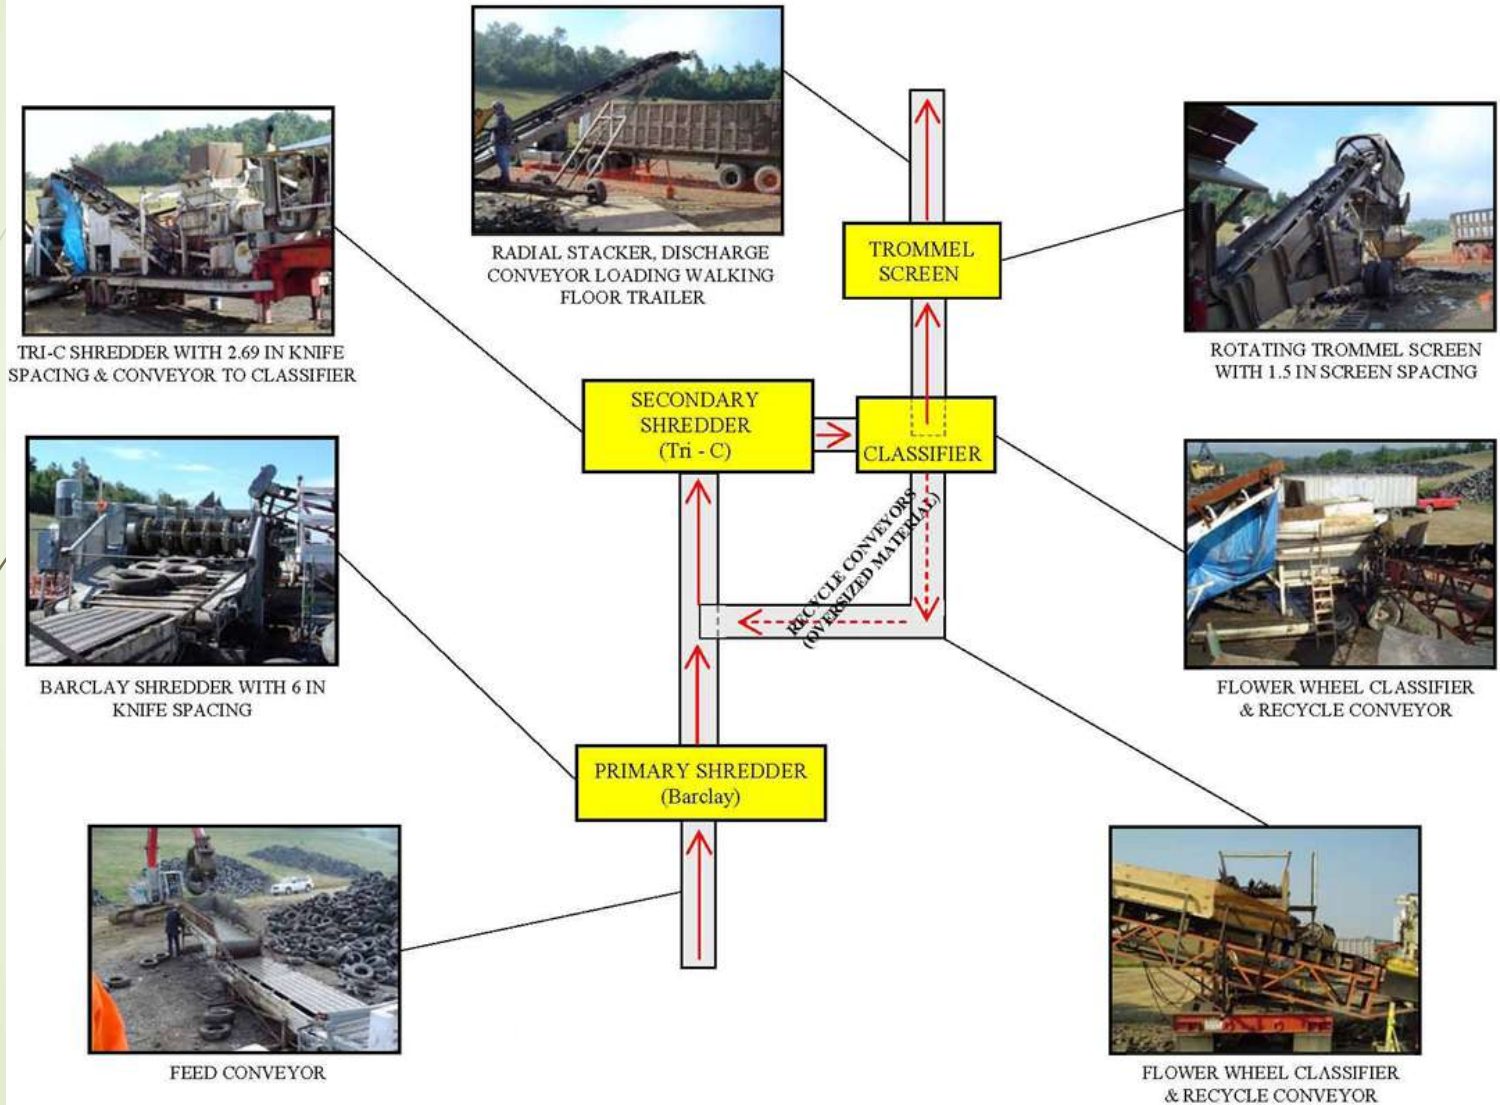 RADIAL STACKER, DISCHARGE
CONVEYOR LOADING WALKING
FLOOR TRAILER
TROMMEL
SCREEN
ROTATING TROMMEL SCREEN
WITH 1.5 IN SCREEN SPACING
TRI-C SHREDDER WITH 2.69 IN KNIFE
SPACING & CONVEYOR TO CLASSIFIER
SECONDARY
SHREDDER
(Tri - C)
CLASSIFIER
RECYCLE CONVEYORS
(OVERSIZED MATERIAL)
BARCLAY SHREDDER WITH 6 IN
KNIFE SPACING
FLOWER WHEEL CLASSIFIER
& RECYCLE CONVEYOR
PRIMARY SHREDDER
(Barclay)
FEED CONVEYOR
FLOWER WHEEL CLASSIFIER
& RECYCLE CONVEYOR